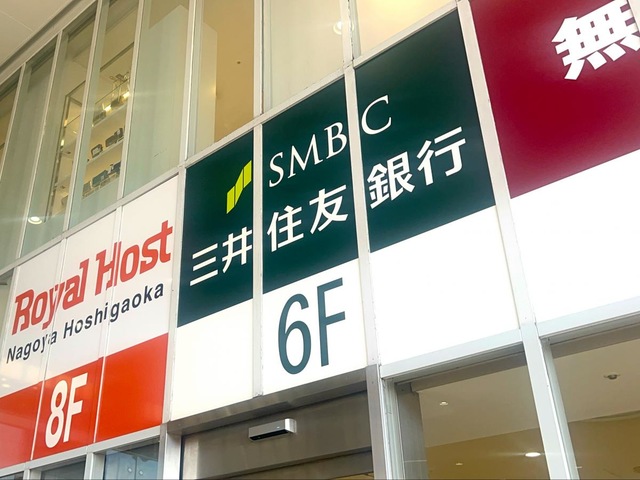 Royal Host
Nagoya Hoshigaoka
8F
SMBC
三井住友銀行
6F
無